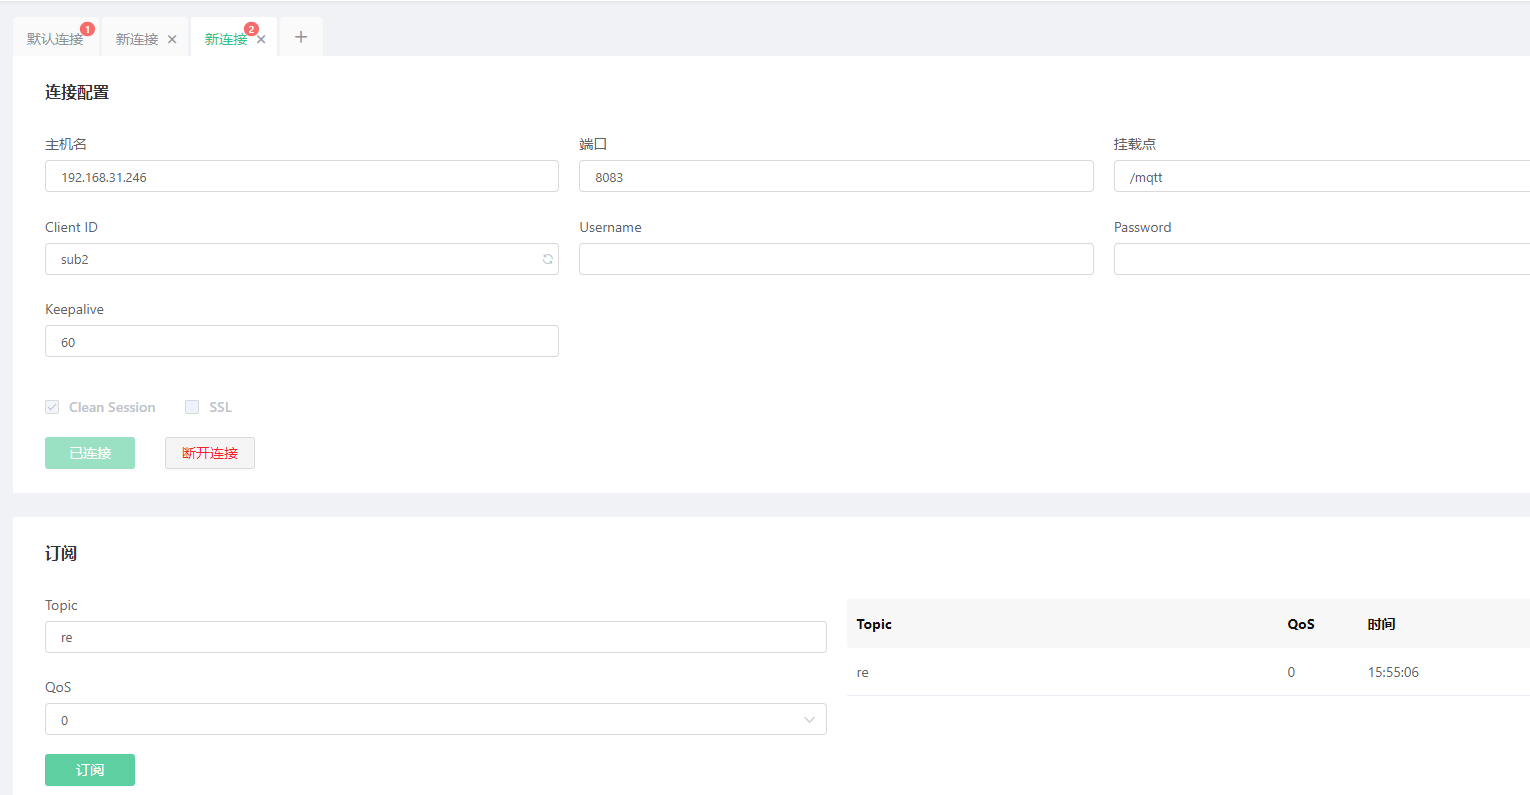 默认连接 1 新连接 × 新连接 2 × +
连接配置
主机名 端口 挂载点
192.168.31.246 8083 /mqtt
Client ID Username Password
sub2
Keepalive
60
Clean Session SSL
已连接 断开连接
订阅
Topic
re
QoS
0
订阅
Topic QoS 时间
re 0 15:55:06